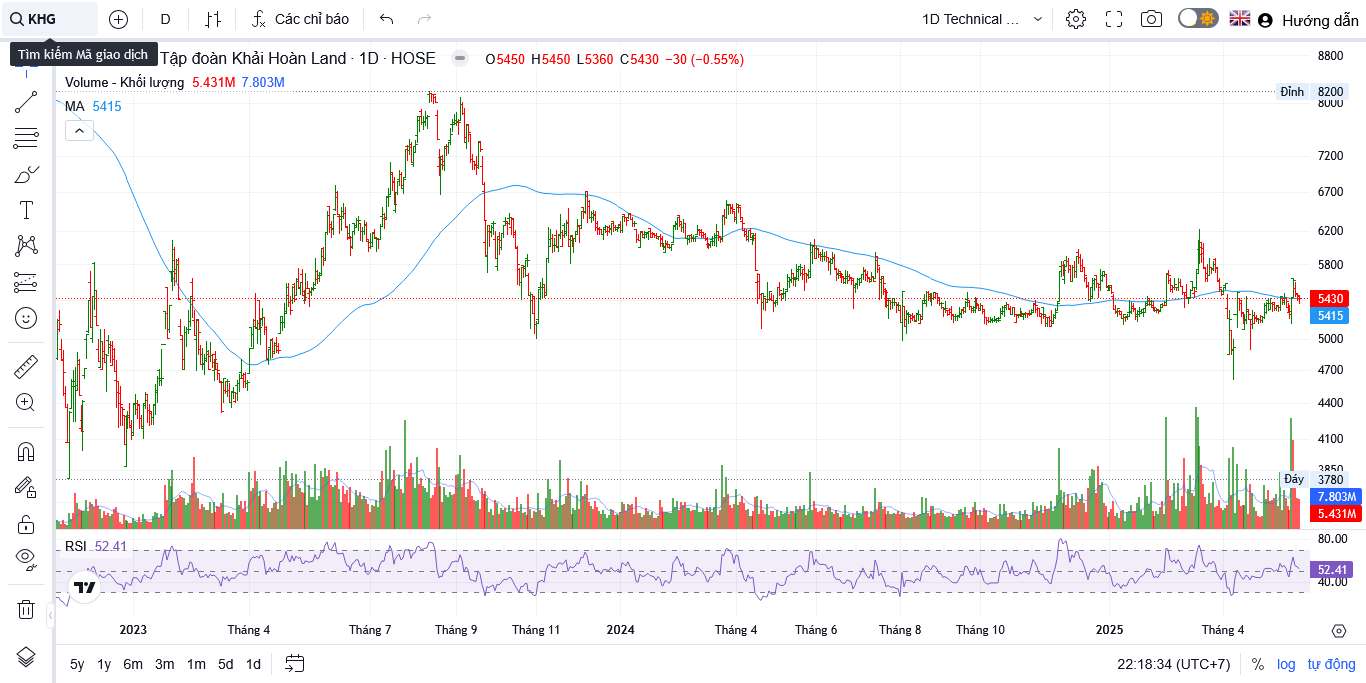 KHG
D
Các chỉ báo
1D Technical ...
Hướng dẫn
Tìm kiếm Mã giao dịch
Tập đoàn Khải Hoàn Land · 1D · HOSE
O5450 H5450 L5360 C5430 −30 (−0.55%)
Volume - Khối lượng 5.431M 7.803M
MA 5415
8800
Đỉnh 8200
8000
7200
6700
6200
5800
5430
5415
5000
4700
4400
4100
3850
Đáy 3780
7.803M
5.431M
RSI 52.41
80.00
52.41
40.00
2023 Tháng 4 Tháng 7 Tháng 9 Tháng 11 2024 Tháng 4 Tháng 6 Tháng 8 Tháng 10 2025 Tháng 4
5y 1y 6m 3m 1m 5d 1d
22:18:34 (UTC+7) % log tự động